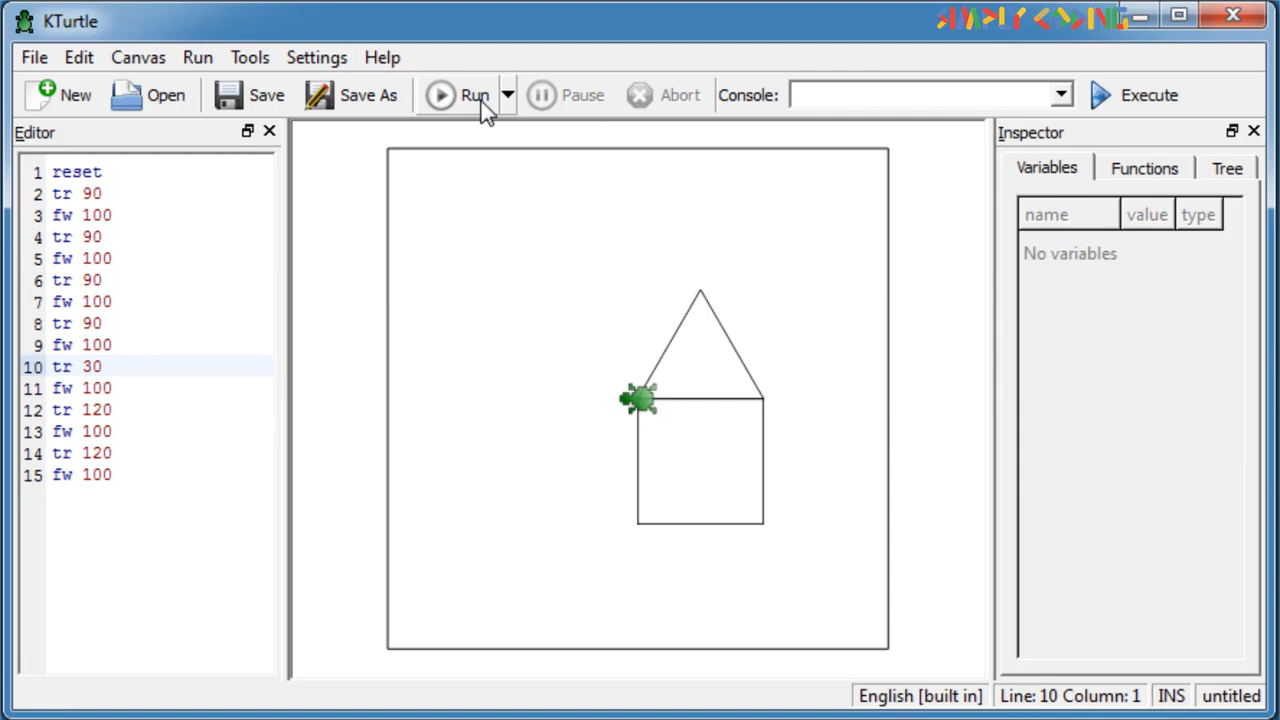 KTurtle
SIMPLY CODING
File Edit Canvas Run Tools Settings Help
New Open Save Save As Run Pause Abort Console: Execute
Editor
1 reset
2 tr 90
3 fw 100
4 tr 90
5 fw 100
6 tr 90
7 fw 100
8 tr 90
9 fw 100
10 tr 30
11 fw 100
12 tr 120
13 fw 100
14 tr 120
15 fw 100
Inspector
Variables Functions Tree
name value type
No variables
English [built in] Line: 10 Column: 1 INS untitled